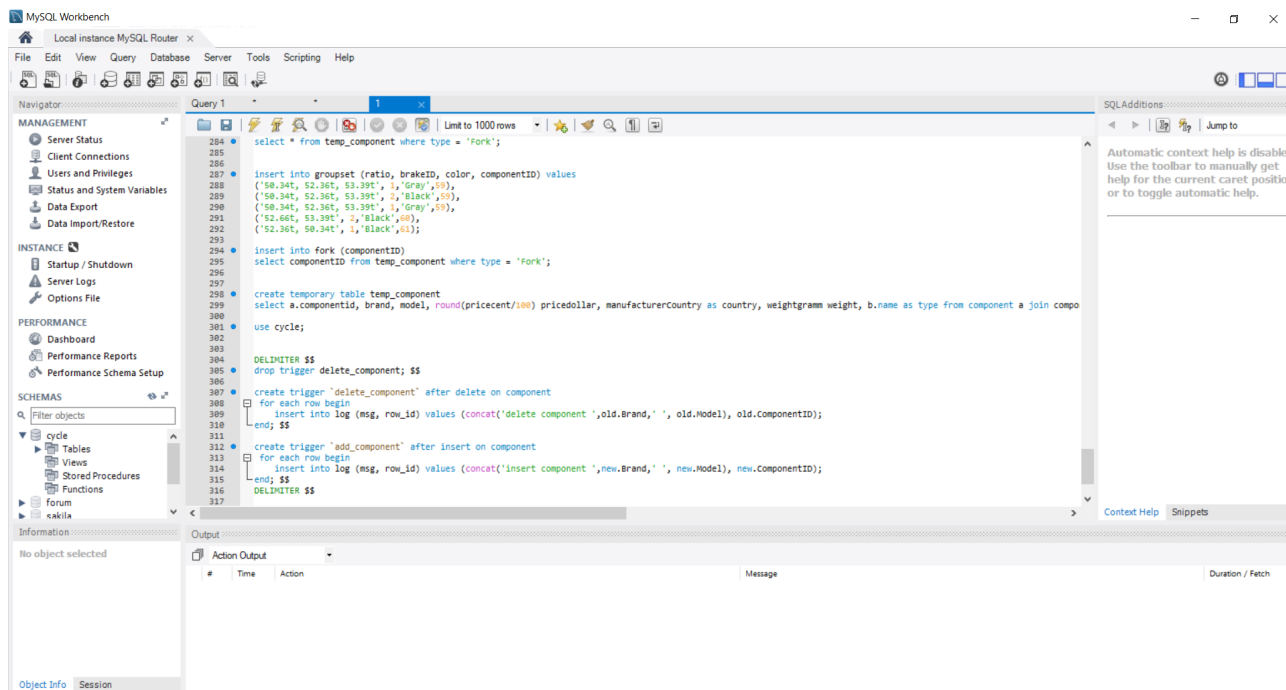 MySQL Workbench
Local instance MySQL Router
File Edit View Query Database Server Tools Scripting Help
Navigator
MANAGEMENT
Server Status
Client Connections
Users and Privileges
Status and System Variables
Data Export
Data Import/Restore
INSTANCE
Startup / Shutdown
Server Logs
Options File
PERFORMANCE
Dashboard
Performance Reports
Performance Schema Setup
SCHEMAS
Filter objects
cycle
Tables
Views
Stored Procedures
Functions
forum
sakila
Information
No object selected
Object Info Session
Query 1 * * 1
Limit to 1000 rows
284 select * from temp_component where type = 'Fork';
285
286
287 insert into groupset (ratio, brakeID, color, componentID) values
288 ('50.34t, 52.36t, 53.39t', 1,'Gray',59),
289 ('50.34t, 52.36t, 53.39t', 2,'Black',59),
290 ('50.34t, 52.36t, 53.39t', 1,'Gray',59),
291 ('52.66t, 53.39t', 2,'Black',60),
292 ('52.36t, 50.34t', 1,'Black',61);
293
294 insert into fork (componentID)
295 select componentID from temp_component where type = 'Fork';
296
297
298 create temporary table temp_component
299 select a.componentid, brand, model, round(pricecent/100) pricedollar, manufacturerCountry as country, weightgramm weight, b.name as type from component a join compo
300
301 use cycle;
302
303
304 DELIMITER $$
305 drop trigger delete_component; $$
306
307 create trigger `delete_component` after delete on component
308 for each row begin
309 insert into log (msg, row_id) values (concat('delete component ',old.Brand,' ', old.Model), old.ComponentID);
310 end; $$
311
312 create trigger `add_component` after insert on component
313 for each row begin
314 insert into log (msg, row_id) values (concat('insert component ',new.Brand,' ', new.Model), new.ComponentID);
315 end; $$
316 DELIMITER $$
317
SQLAdditions
Jump to
Automatic context help is disable
Use the toolbar to manually get
help for the current caret positio
or to toggle automatic help.
Context Help Snippets
Output
Action Output
# Time Action Message Duration / Fetch